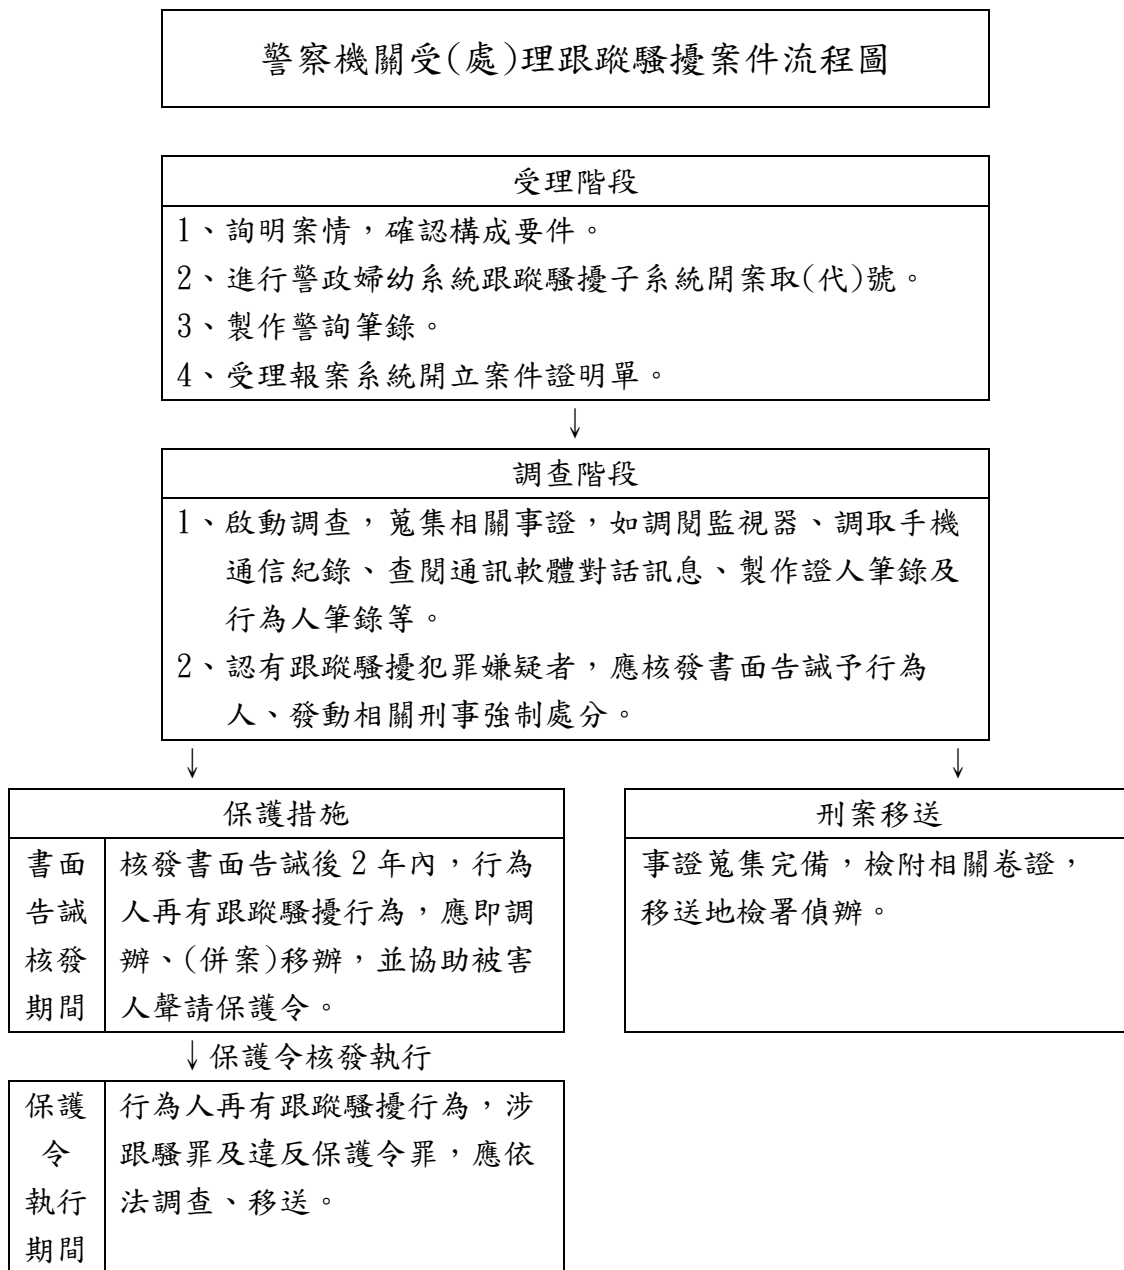 警察機關受(處)理跟蹤騷擾案件流程圖
受理階段
1、詢明案情，確認構成要件。
2、進行警政婦幼系統跟蹤騷擾子系統開案取(代)號。
3、製作警詢筆錄。
4、受理報案系統開立案件證明單。
↓
調查階段
1、啟動調查，蒐集相關事證，如調閱監視器、調取手機
通信紀錄、查閱通訊軟體對話訊息、製作證人筆錄及
行為人筆錄等。
2、認有跟蹤騷擾犯罪嫌疑者，應核發書面告誡予行為
人、發動相關刑事強制處分。
↓
↓
保護措施
書面
告誡
核發
期間
核發書面告誡後 2 年內，行為
人再有跟蹤騷擾行為，應即調
辦、(併案)移辦，並協助被害
人聲請保護令。
↓保護令核發執行
保護
令
執行
期間
行為人再有跟蹤騷擾行為，涉
跟騷罪及違反保護令罪，應依
法調查、移送。
刑案移送
事證蒐集完備，檢附相關卷證，
移送地檢署偵辦。